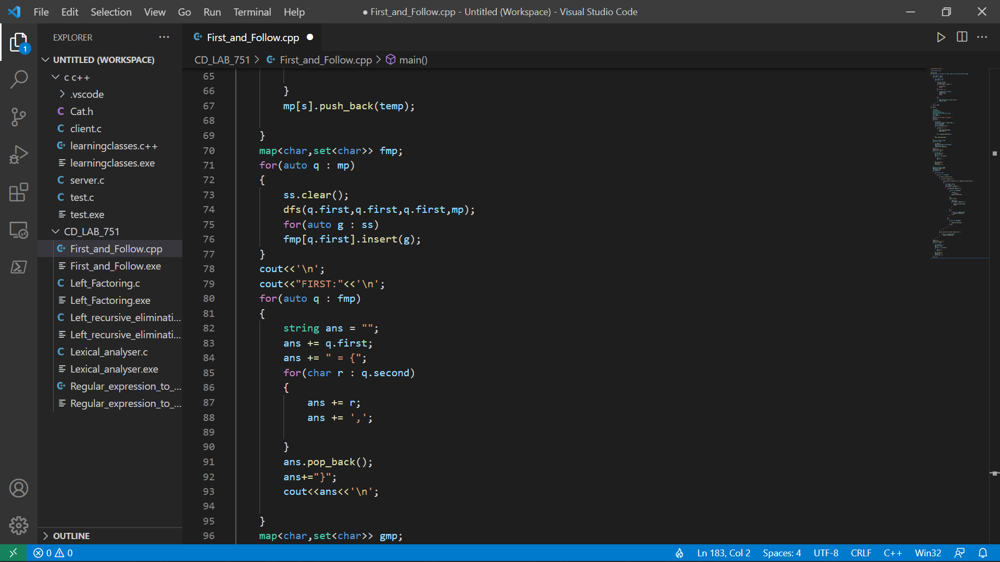 File Edit Selection View Go Run Terminal Help ● First_and_Follow.cpp - Untitled (Workspace) - Visual Studio Code
EXPLORER
1
UNTITLED (WORKSPACE)
c c++
.vscode
C Cat.h
C client.c
C++ learningclasses.c++
learningclasses.exe
C server.c
C test.c
test.exe
CD_LAB_751
C++ First_and_Follow.cpp
First_and_Follow.exe
C Left_Factoring.c
Left_Factoring.exe
C Left_recursive_eliminati...
Left_recursive_eliminati...
C Lexical_analyser.c
Lexical_analyser.exe
C++ Regular_expression_to_...
Regular_expression_to_...
OUTLINE
C++ First_and_Follow.cpp ●
CD_LAB_751 > C++ First_and_Follow.cpp > main()
65
66 }
67 mp[s].push_back(temp);
68
69 }
70 map<char,set<char>> fmp;
71 for(auto q : mp)
72 {
73 ss.clear();
74 dfs(q.first,q.first,q.first,mp);
75 for(auto g : ss)
76 fmp[q.first].insert(g);
77 }
78 cout<<'\n';
79 cout<<"FIRST:"<<'\n';
80 for(auto q : fmp)
81 {
82 string ans = "";
83 ans += q.first;
84 ans += " = {";
85 for(char r : q.second)
86 {
87 ans += r;
88 ans += ',';
89
90 }
91 ans.pop_back();
92 ans+="}";
93 cout<<ans<<'\n';
94
95 }
96 map<char,set<char>> gmp;
0 0 Ln 183, Col 2 Spaces: 4 UTF-8 CRLF C++ Win32